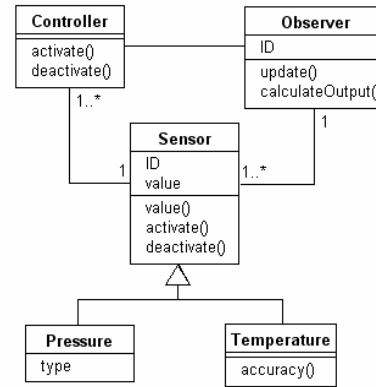 Controller
activate()
deactivate()
Observer
ID
update()
calculateOutput()
1..*
1
Sensor
ID
value
value()
activate()
deactivate()
1
1..*
Pressure
type
Temperature
accuracy()